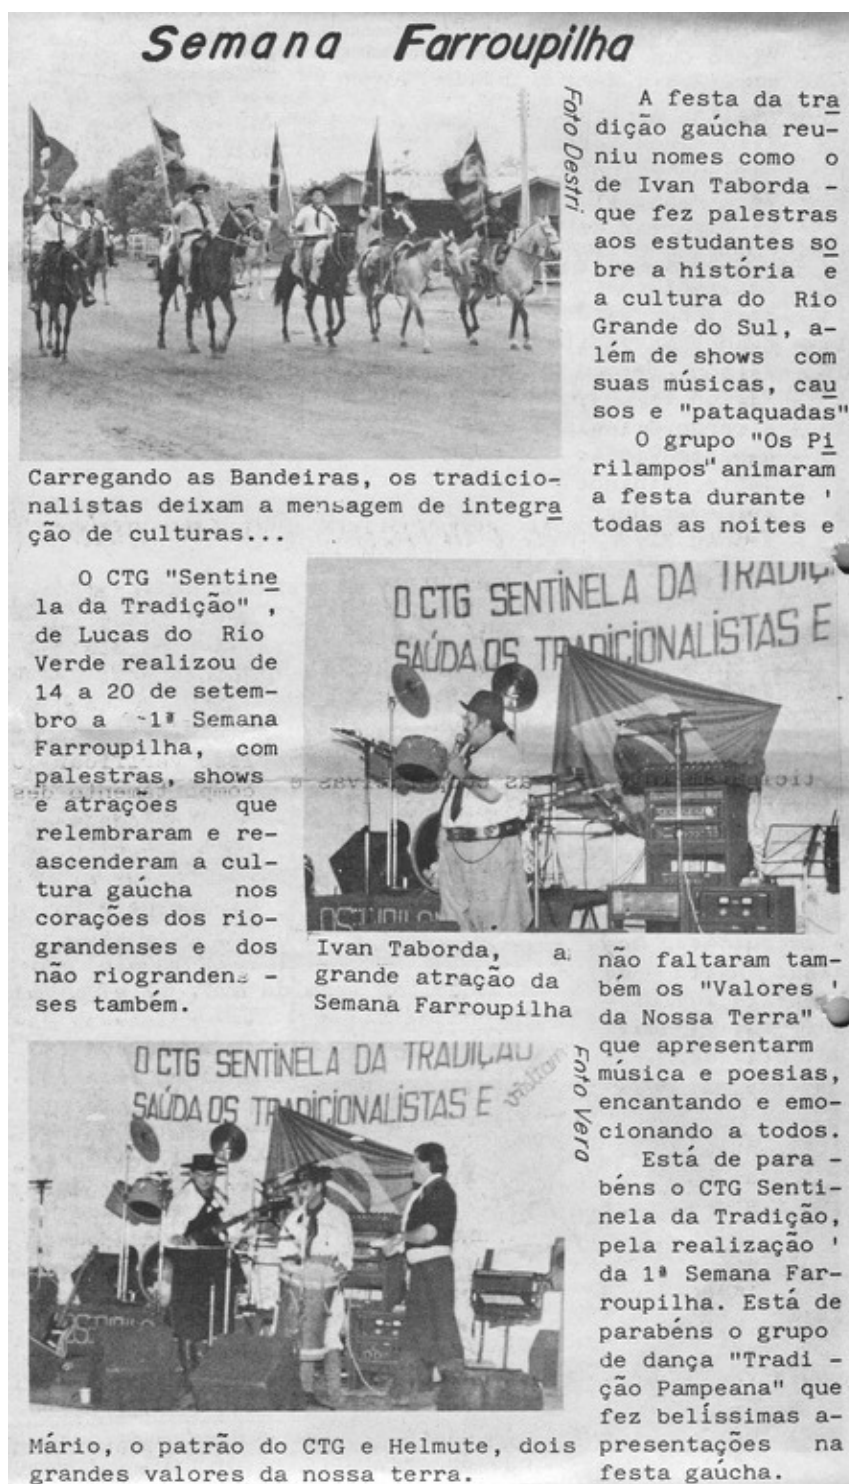 Semana Farroupilha
Foto Destri
Carregando as Bandeiras, os tradicio-
nalistas deixam a mensagem de integra
ção de culturas...
O CTG "Sentine
la da Tradição" ,
de Lucas do Rio
Verde realizou de
14 a 20 de setem-
bro a 1ª Semana
Farroupilha, com
palestras, shows
e atrações que
relembraram e re-
ascenderam a cul-
tura gaúcha nos
corações dos rio-
grandenses e dos
não riogranden -
ses também.
A festa da tra
dição gaúcha reu-
niu nomes como o
de Ivan Taborda -
que fez palestras
aos estudantes so
bre a história e
a cultura do Rio
Grande do Sul, a-
lém de shows com
suas músicas, cau
sos e "pataquadas"
O grupo "Os Pi
rilampos" animaram
a festa durante '
todas as noites e
O CTG SENTINELA DA TRADIÇ
SAÚDA OS TRADICIONALISTAS E
Ivan Taborda, a
grande atração da
Semana Farroupilha
não faltaram tam-
bém os "Valores '
da Nossa Terra"
que apresentarm
música e poesias,
encantando e emo-
cionando a todos.
Está de para -
béns o CTG Senti-
nela da Tradição,
pela realização '
da 1ª Semana Far-
roupilha. Está de
parabéns o grupo
de dança "Tradi -
ção Pampeana" que
fez belíssimas a-
presentações na
festa gaúcha.
O CTG SENTINELA DA TRADIÇÃO
SAÚDA OS TRADICIONALISTAS E
Foto Vera
Mário, o patrão do CTG e Helmute, dois
grandes valores da nossa terra.